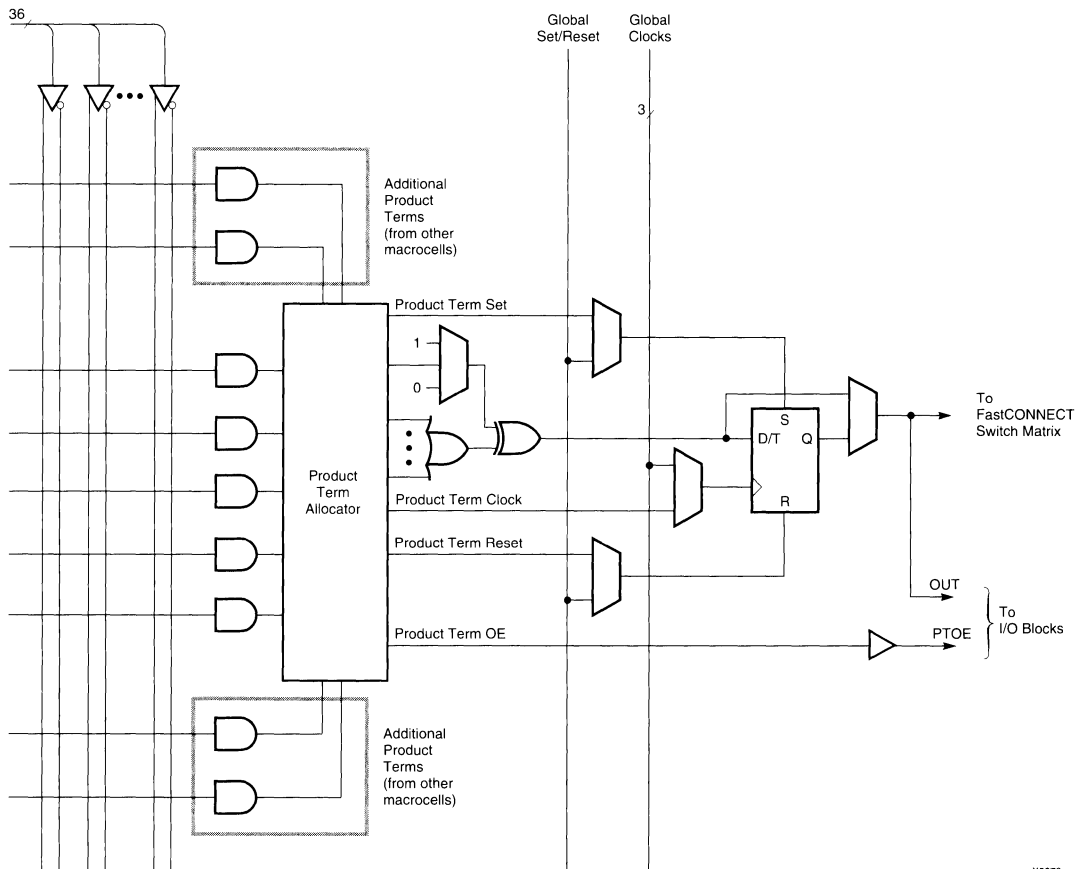 36
Global
Set/Reset
Global
Clocks
3
Additional
Product
Terms
(from other
macrocells)
Product Term Set
1
0
Product
Term
Allocator
S
D/T
Q
R
To
FastCONNECT
Switch Matrix
Product Term Clock
Product Term Reset
OUT
Product Term OE
PTOE
To
I/O Blocks
Additional
Product
Terms
(from other
macrocells)